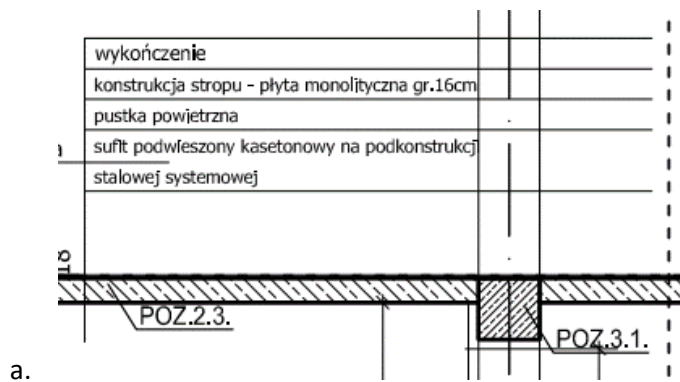 wykończenie
konstrukcja stropu - płyta monolityczna gr.16cm
pustka powietrzna
sufit podwieszony kasetonowy na podkonstrukcji
stalowej systemowej
18
POZ.2.3.
POZ.3.1.
a.